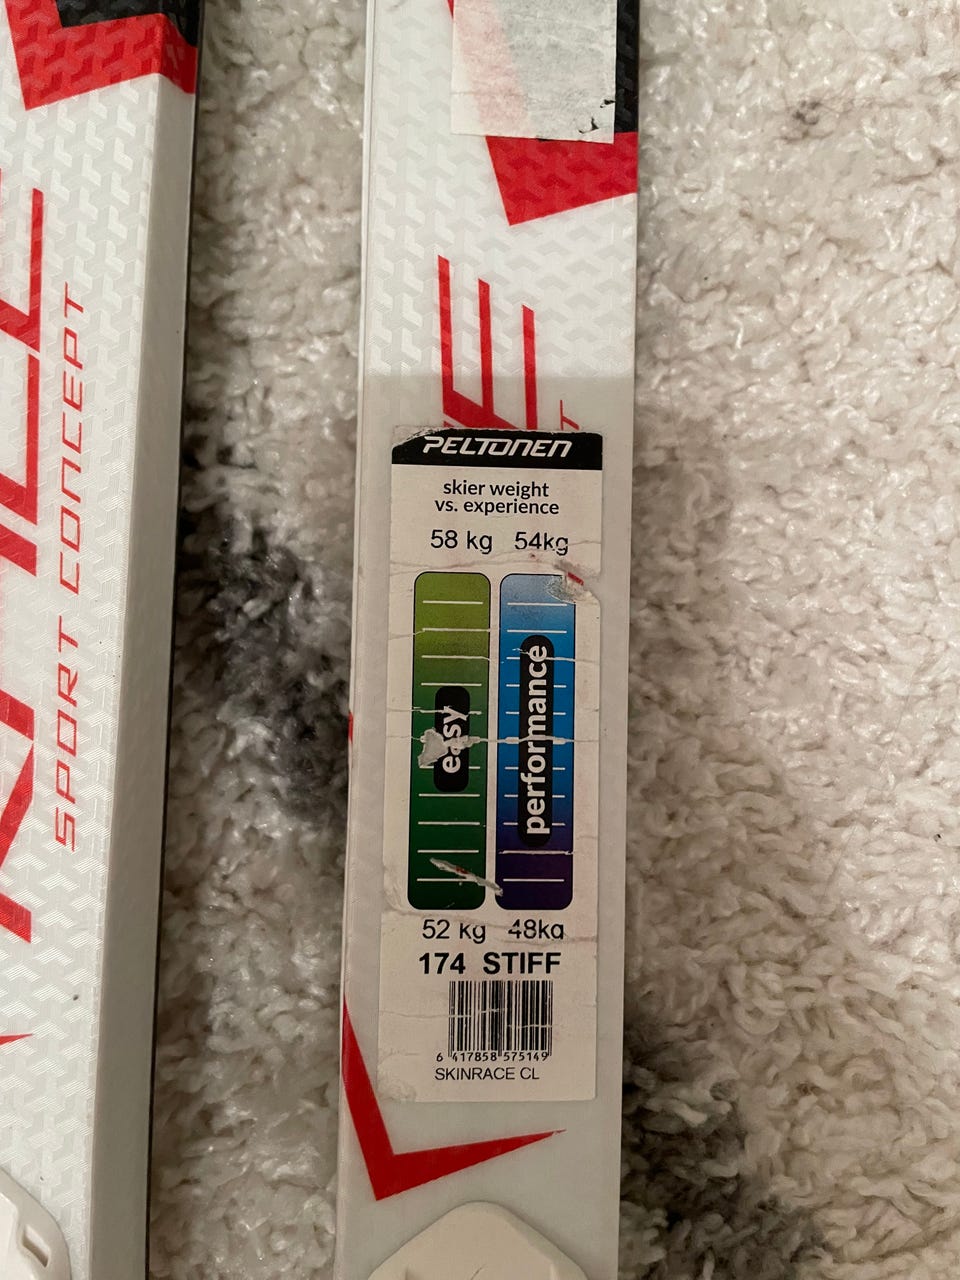 SPORT CONCEPT
PELTONEN
skier weight
vs. experience
58 kg 54kg
easy
performance
52 kg 48kg
174 STIFF
6 417858 575149
SKINRACE CL